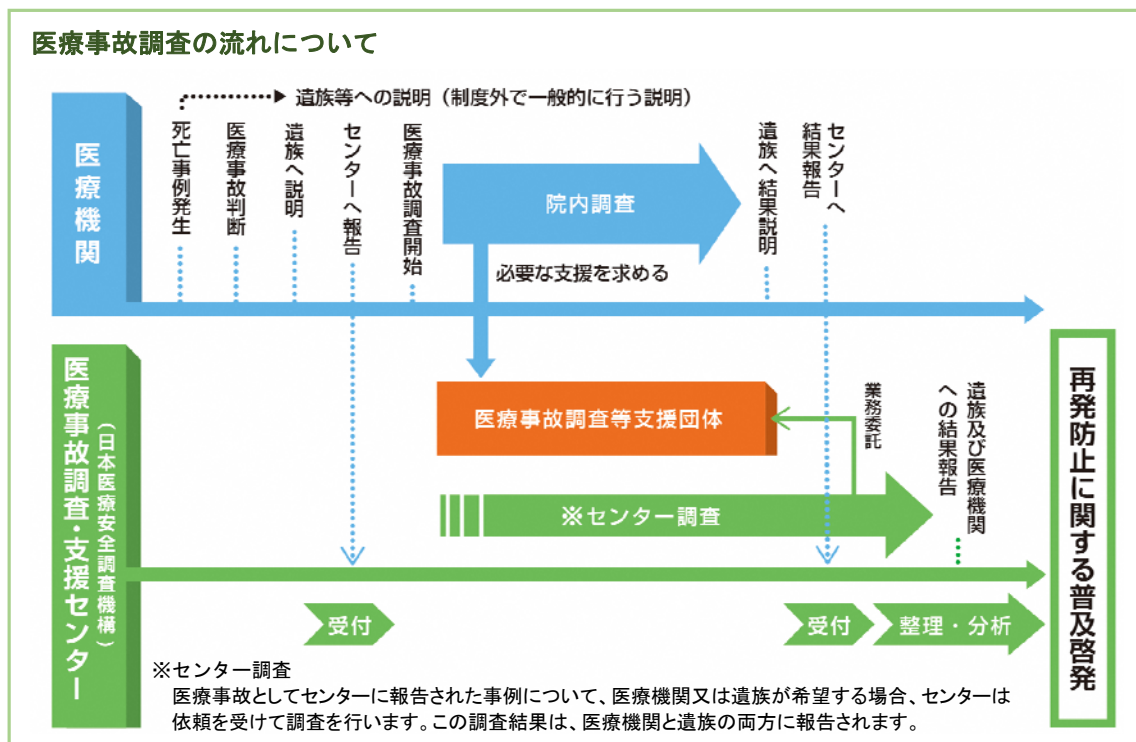 医療事故調査の流れについて
遺族等への説明（制度外で一般的に行う説明）
医療機関
死亡事例発生
医療事故判断
遺族へ説明
センターへ報告
医療事故調査開始
院内調査
必要な支援を求める
遺族へ結果説明
センターへ
結果報告
医療事故調査・支援センター
（日本医療安全調査機構）
医療事故調査等支援団体
業務委託
※センター調査
遺族及び医療機関
への結果報告
受付
受付
整理・分析
再発防止に関する普及啓発
※センター調査
医療事故としてセンターに報告された事例について、医療機関又は遺族が希望する場合、センターは
依頼を受けて調査を行います。この調査結果は、医療機関と遺族の両方に報告されます。